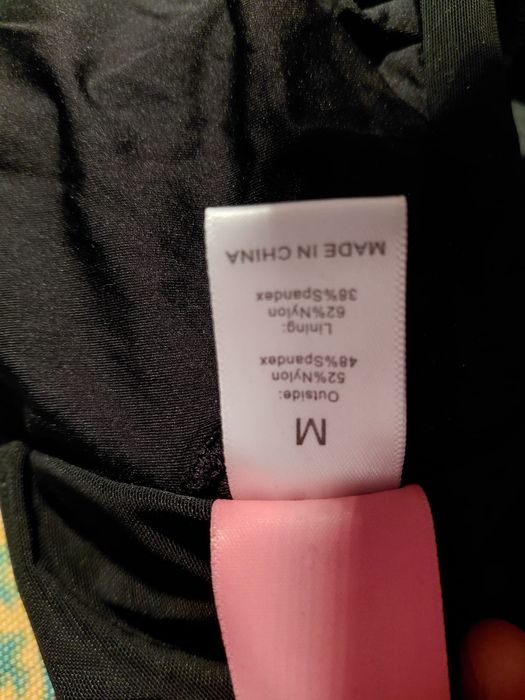 M
Outside:
52%Nylon
48%Spandex
Lining:
62%Nylon
38%Spandex
MADE IN CHINA